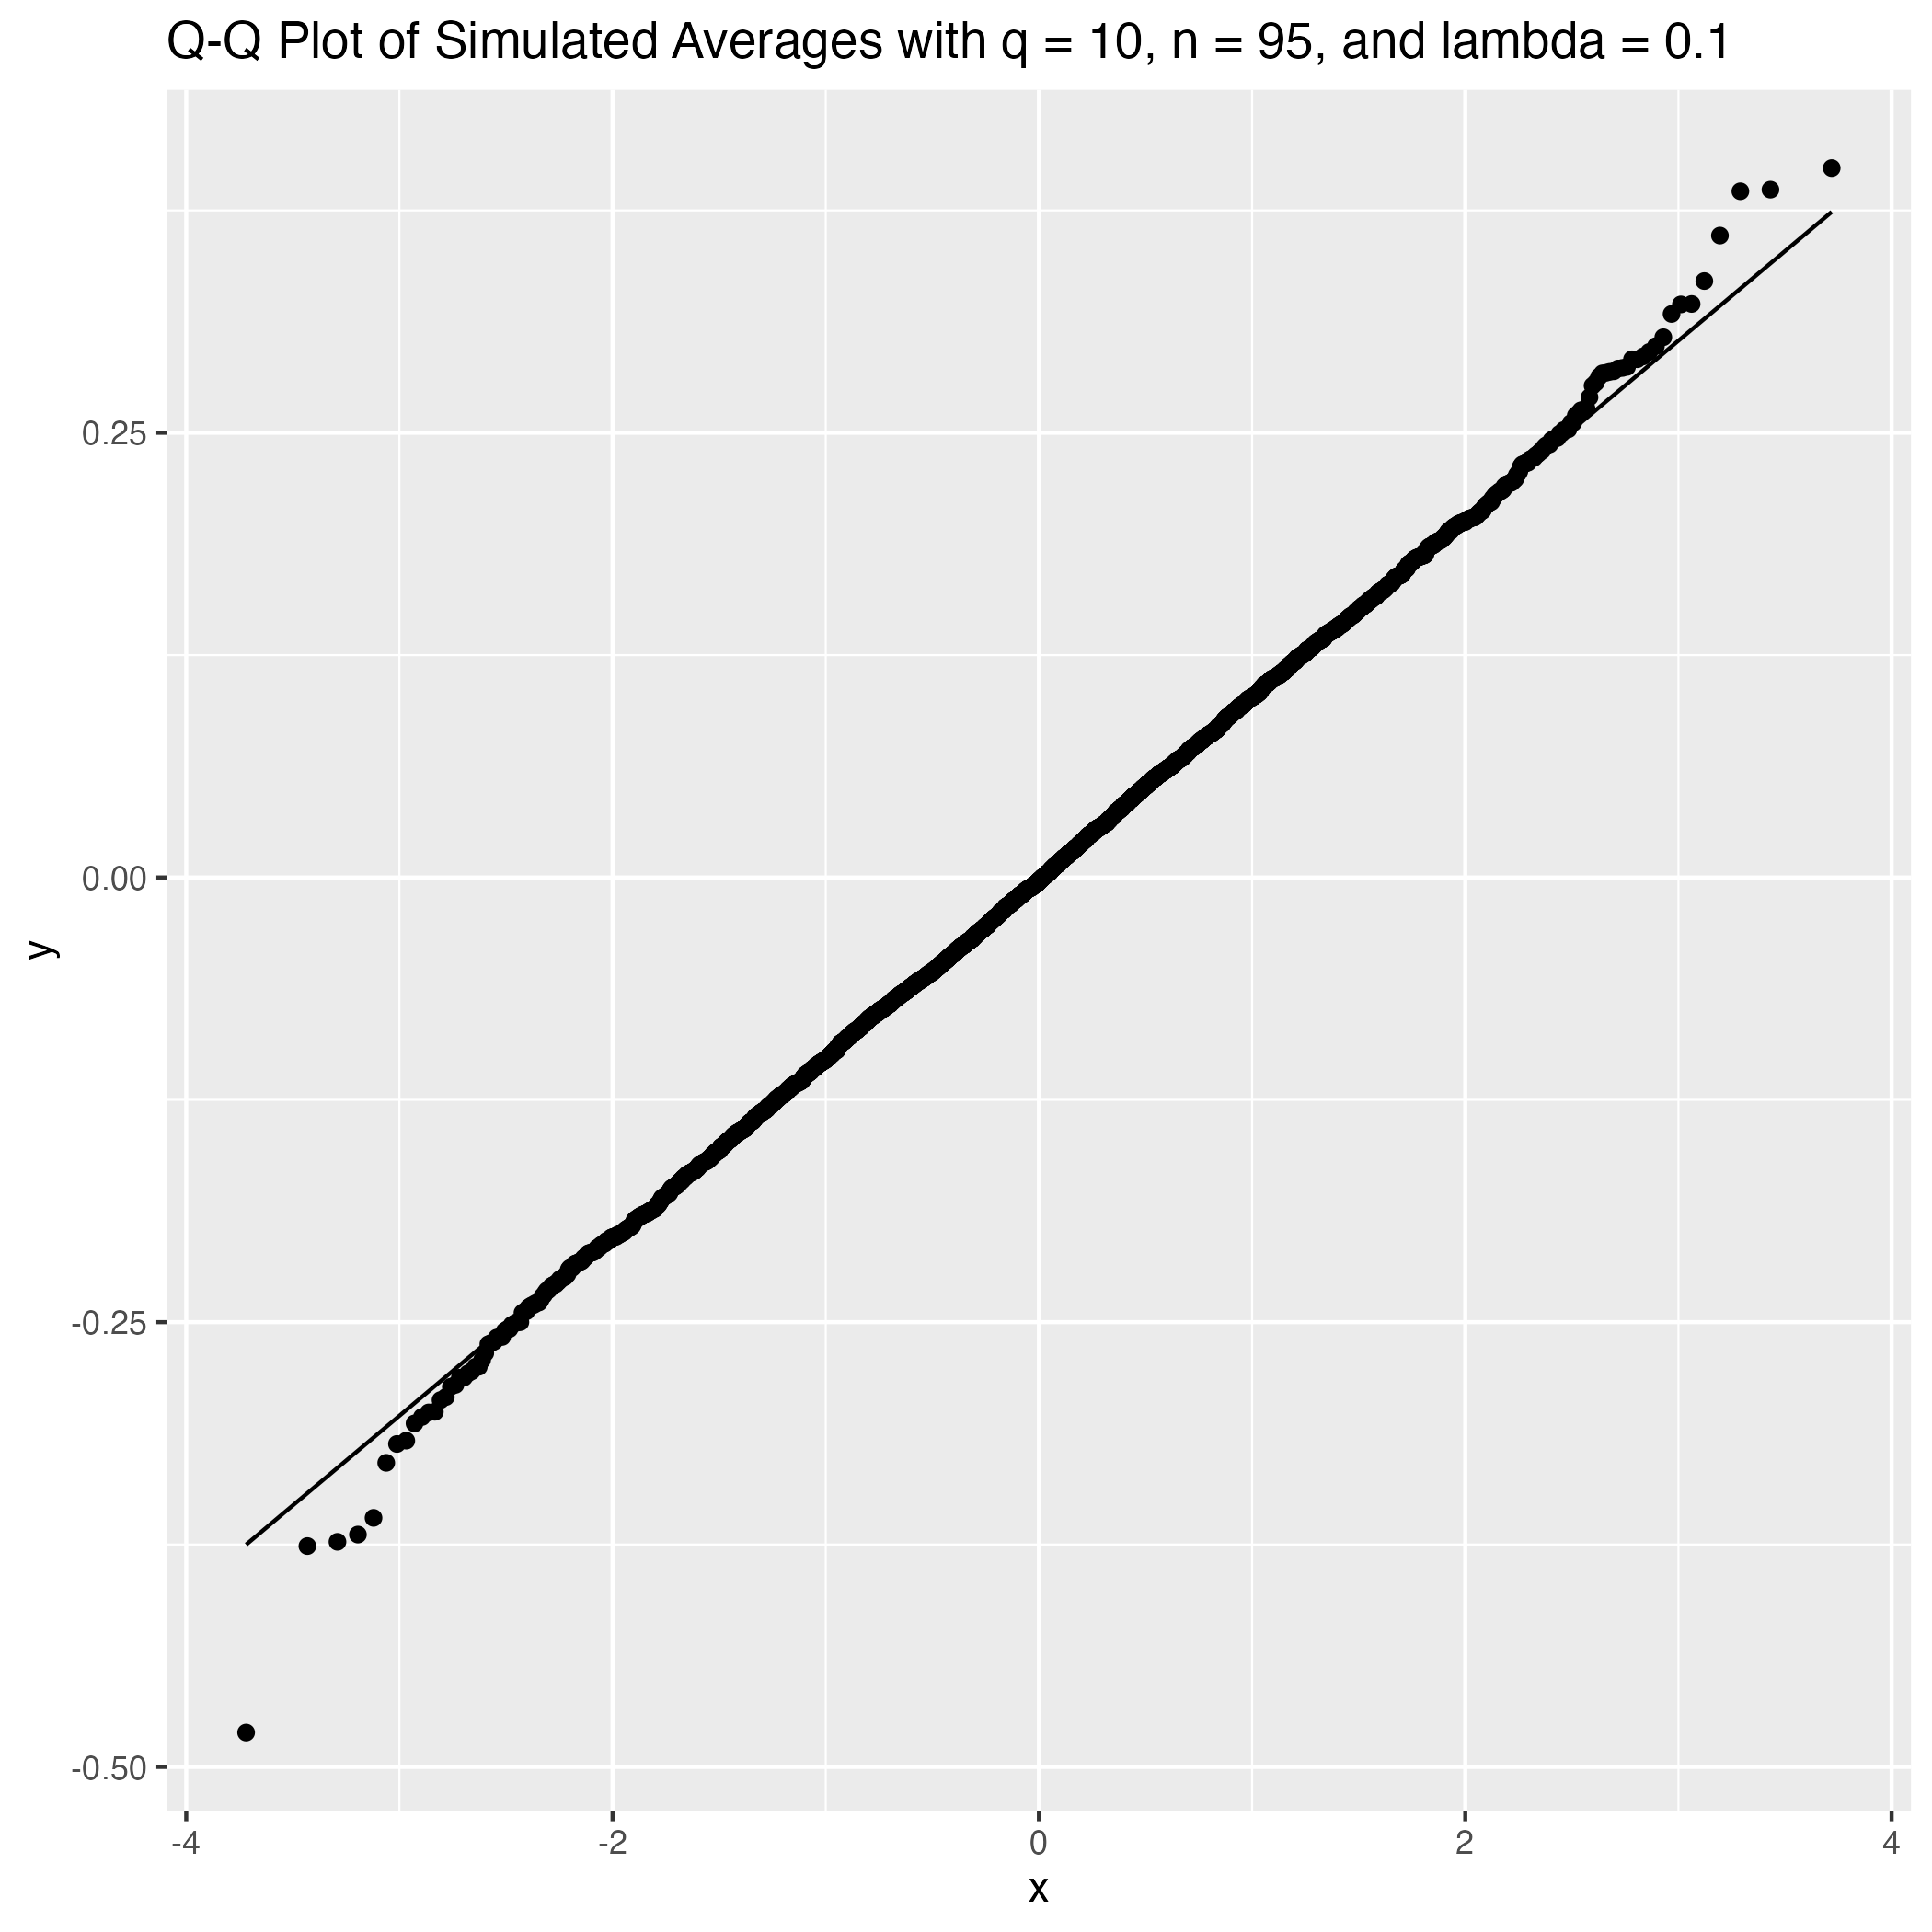 Q-Q Plot of Simulated Averages with q = 10, n = 95, and lambda = 0.1
0.25
0.00
y
-0.25
-0.50
-4 -2 0 2 4
x